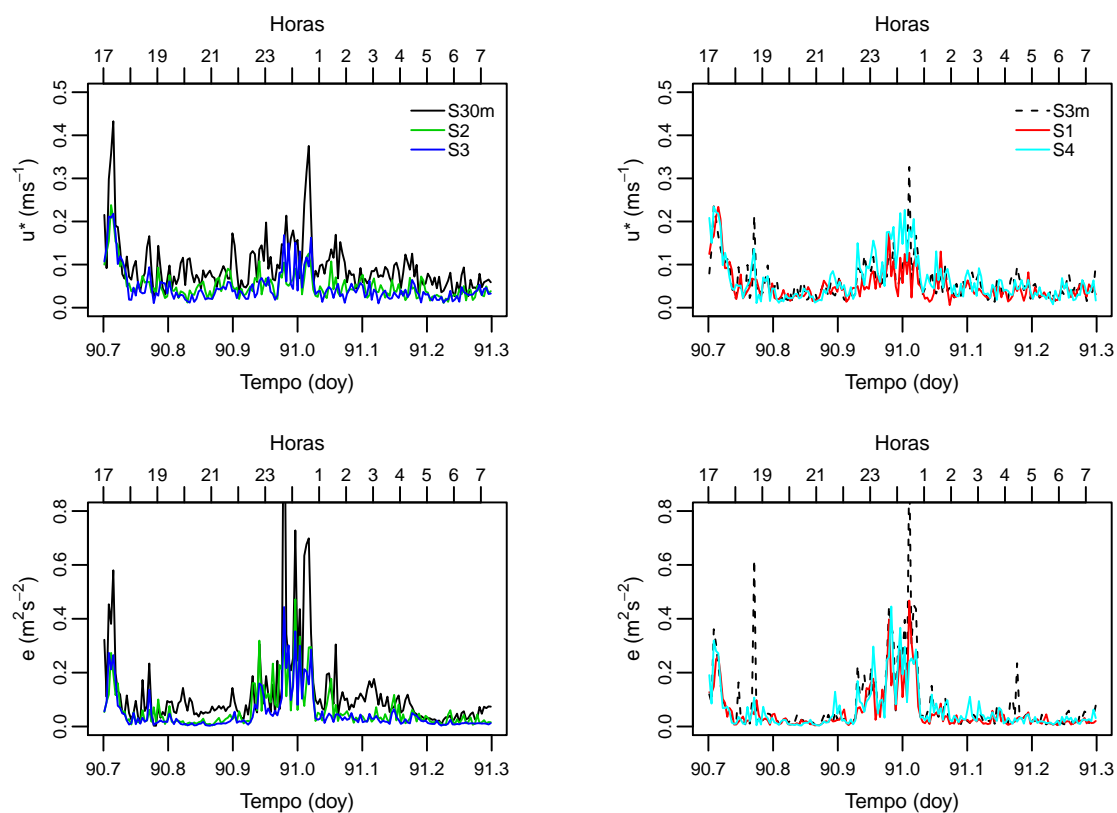 Horas
17 19 21 23 1 2 3 4 5 6 7
0.5
0.4
0.3
0.2
0.1
0.0
u* (ms⁻¹)
S30m
S2
S3
90.7 90.8 90.9 91.0 91.1 91.2 91.3
Tempo (doy)
Horas
17 19 21 23 1 2 3 4 5 6 7
0.5
0.4
0.3
0.2
0.1
0.0
u* (ms⁻¹)
S3m
S1
S4
90.7 90.8 90.9 91.0 91.1 91.2 91.3
Tempo (doy)
Horas
17 19 21 23 1 2 3 4 5 6 7
0.8
0.6
0.4
0.2
0.0
e (m²s⁻²)
90.7 90.8 90.9 91.0 91.1 91.2 91.3
Tempo (doy)
Horas
17 19 21 23 1 2 3 4 5 6 7
0.8
0.6
0.4
0.2
0.0
e (m²s⁻²)
90.7 90.8 90.9 91.0 91.1 91.2 91.3
Tempo (doy)